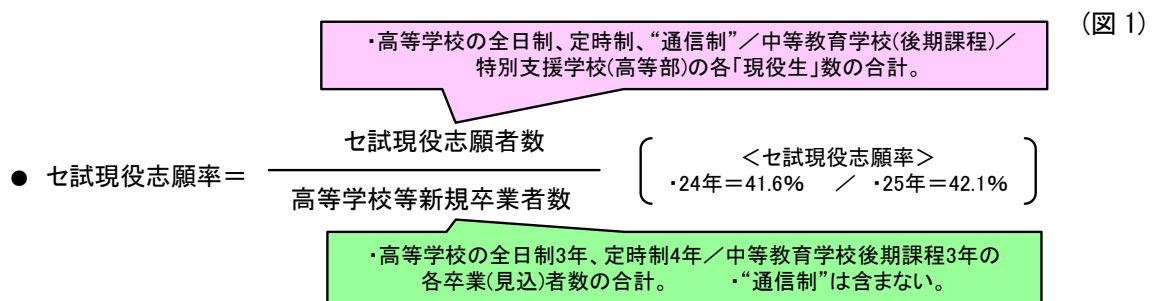 (図 1)
・高等学校の全日制、定時制、“通信制”／中等教育学校(後期課程)／
特別支援学校(高等部)の各「現役生」数の合計。
セ試現役志願者数
● セ試現役志願率＝
高等学校等新規卒業者数
＜セ試現役志願率＞
・24年＝41.6%　／　・25年＝42.1%
・高等学校の全日制3年、定時制4年／中等教育学校後期課程3年の
各卒業(見込)者数の合計。　　・“通信制”は含まない。